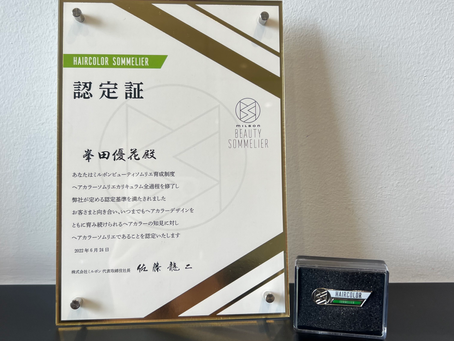 HAIRCOLOR SOMMELIER
認定証
milbon
BEAUTY
SOMMELIER
峯田優花殿
あなたはミルボンビューティソムリエ育成制度
ヘアカラーソムリエカリキュラム全過程を修了し
弊社が定める認定基準を満たされました
お客さまと向き合い、いつまでもヘアカラーデザインを
ともに育み続けられるヘアカラーの知見に対し
ヘアカラーソムリエであることを認定いたします
2025年6月24日
株式会社ミルボン 代表取締役社長 佐藤龍二
HAIRCOLOR
SOMMELIER